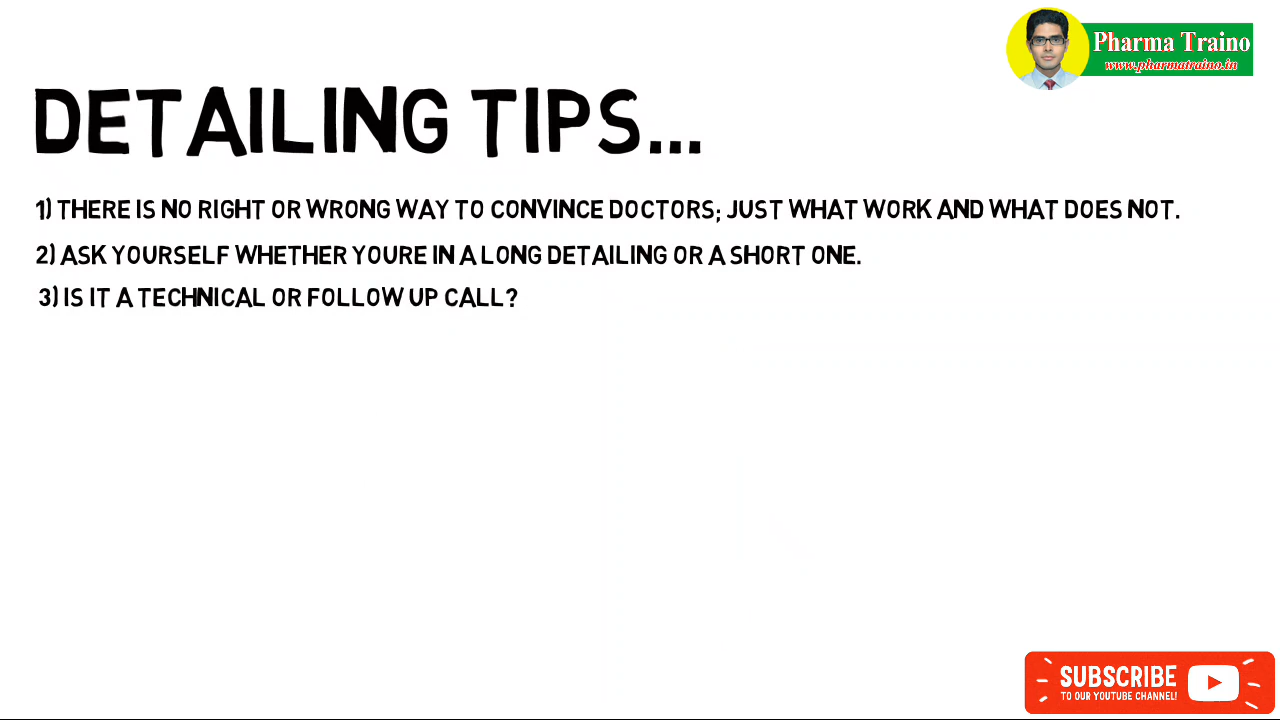 Pharma Traino
www.pharmatraino.in
DETAILING TIPS...
1) THERE IS NO RIGHT OR WRONG WAY TO CONVINCE DOCTORS; JUST WHAT WORK AND WHAT DOES NOT.
2) ASK YOURSELF WHETHER YOURE IN A LONG DETAILING OR A SHORT ONE.
3) IS IT A TECHNICAL OR FOLLOW UP CALL?
SUBSCRIBE
TO OUR YOUTUBE CHANNEL!